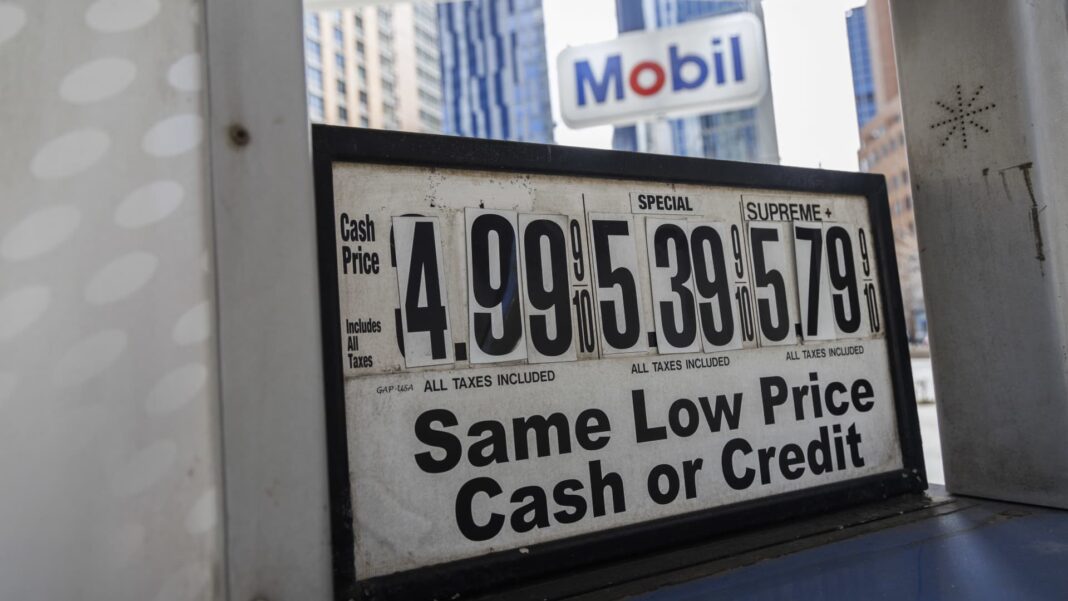 Mobil
SPECIAL
SUPREME+
Cash
Price
4.99 9/10 5.39 9/10 5.79 9/10
Includes
All
Taxes
GAP-USA ALL TAXES INCLUDED ALL TAXES INCLUDED ALL TAXES INCLUDED
Same Low Price
Cash or Credit